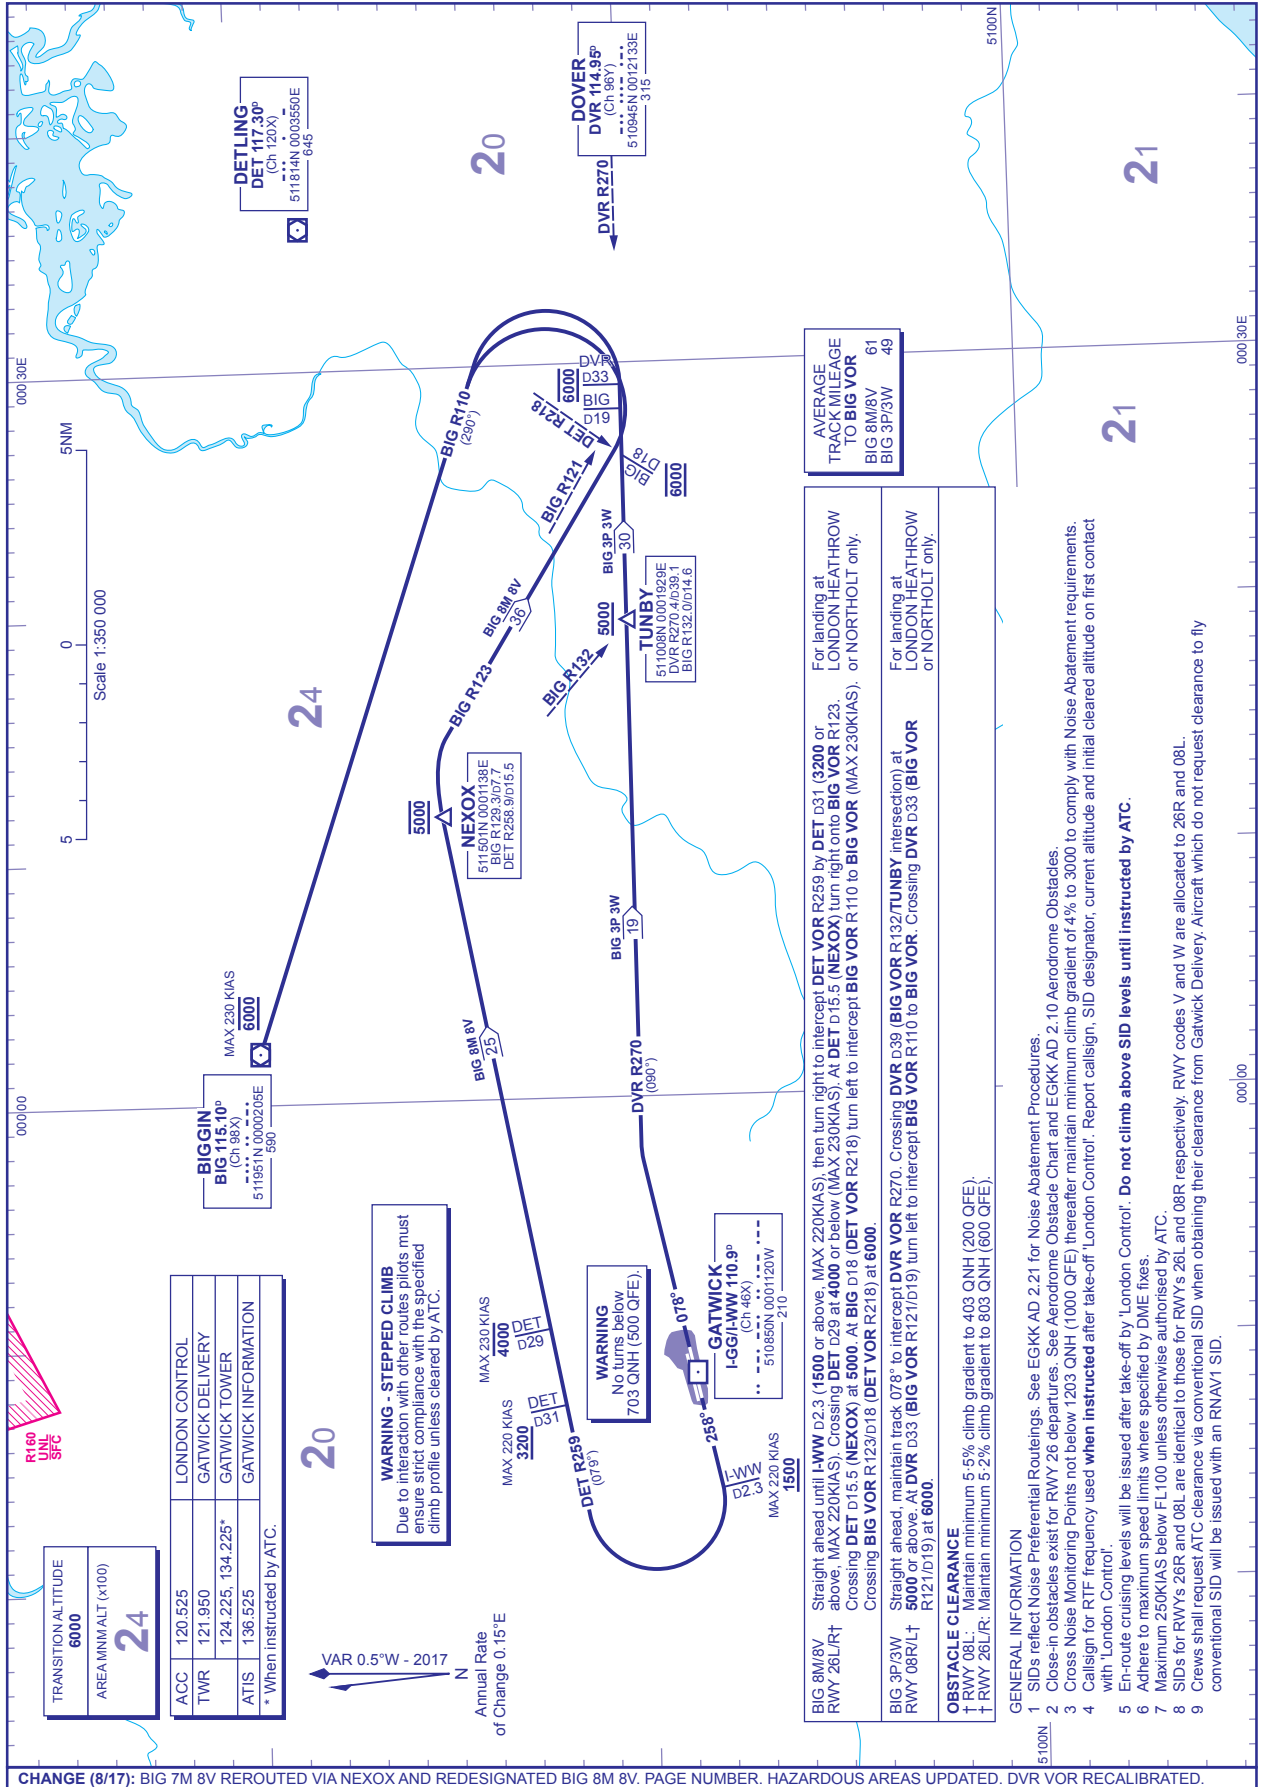 TRANSITION ALTITUDE
6000
AREA MNM ALT (x100)
24
ACC 120.525 LONDON CONTROL
TWR 121.950 GATWICK DELIVERY
124.225, 134.225* GATWICK TOWER
ATIS 136.525 GATWICK INFORMATION
* When instructed by ATC.
R160
UNL
SFC
20
VAR 0.5°W - 2017
N
Annual Rate
of Change 0.15°E
WARNING - STEPPED CLIMB
Due to interaction with other routes pilots must
ensure strict compliance with the specified
climb profile unless cleared by ATC.
BIGGIN
BIG 115.10ᴰ
(Ch 98X)
511951N 0000205E
590
MAX 230 KIAS
6000
000 00
Scale 1:350 000
5 0 5NM
24
000 30E
DETLING
DET 117.30ᴰ
(Ch 120X)
511814N 0003550E
645
20
DOVER
DVR 114.95ᴰ
(Ch 96Y)
510945N 0012133E
315
DVR R270
BIG R110
(290°)
DVR
D33
6000
BIG
D19
DET R218
BIG R121
BIG
D18
6000
BIG R123
BIG 8M 8V
36
5000
NEXOX
511501N 0001138E
BIG R129.3/D7.7
DET R258.9/D15.5
BIG R132
5000
TUNBY
511008N 0001929E
DVR R270.4/D39.1
BIG R132.0/D14.6
BIG 3P 3W
30
BIG 3P 3W
19
BIG 8M 8V
25
DVR R270
(090°)
MAX 230 KIAS
4000
DET
D29
MAX 220 KIAS
3200
DET
D31
DET R259
(079°)
WARNING
No turns below
703 QNH (500 QFE).
078°
258°
GATWICK
I-GG/I-WW 110.9ᴰ
(Ch 46X)
510850N 0001120W
210
I-WW
D2.3
MAX 220 KIAS
1500
AVERAGE
TRACK MILEAGE
TO BIG VOR
BIG 8M/8V 61
BIG 3P/3W 49
21
21
5100N
5100N
000 00
000 30E
BIG 8M/8V
RWY 26L/R†
Straight ahead until I-WW D2.3 (1500 or above, MAX 220KIAS), then turn right to intercept DET VOR R259 by DET D31 (3200 or
above, MAX 220KIAS). Crossing DET D29 at 4000 or below (MAX 230KIAS). At DET D15.5 (NEXOX) turn right onto BIG VOR R123.
Crossing DET D15.5 (NEXOX) at 5000. At BIG D18 (DET VOR R218) turn left to intercept BIG VOR R110 to BIG VOR (MAX 230KIAS).
Crossing BIG VOR R123/D18 (DET VOR R218) at 6000.
For landing at
LONDON HEATHROW
or NORTHOLT only.
BIG 3P/3W
RWY 08R/L†
Straight ahead, maintain track 078° to intercept DVR VOR R270. Crossing DVR D39 (BIG VOR R132/TUNBY intersection) at
5000 or above. At DVR D33 (BIG VOR R121/D19) turn left to intercept BIG VOR R110 to BIG VOR. Crossing DVR D33 (BIG VOR
R121/D19) at 6000.
For landing at
LONDON HEATHROW
or NORTHOLT only.
OBSTACLE CLEARANCE
† RWY 08L: Maintain minimum 5·5% climb gradient to 403 QNH (200 QFE).
† RWY 26L/R: Maintain minimum 5·2% climb gradient to 803 QNH (600 QFE).
GENERAL INFORMATION
1 SIDs reflect Noise Preferential Routeings. See EGKK AD 2.21 for Noise Abatement Procedures.
2 Close-in obstacles exist for RWY 26 departures. See Aerodrome Obstacle Chart and EGKK AD 2.10 Aerodrome Obstacles.
3 Cross Noise Monitoring Points not below 1203 QNH (1000 QFE) thereafter maintain minimum climb gradient of 4% to 3000 to comply with Noise Abatement requirements.
4 Callsign for RTF frequency used when instructed after take-off 'London Control'. Report callsign, SID designator, current altitude and initial cleared altitude on first contact
with 'London Control'.
5 En-route cruising levels will be issued after take-off by 'London Control'. Do not climb above SID levels until instructed by ATC.
6 Adhere to maximum speed limits where specified by DME fixes.
7 Maximum 250KIAS below FL100 unless otherwise authorised by ATC.
8 SIDs for RWYs 26R and 08L are identical to those for RWYs 26L and 08R respectively. RWY codes V and W are allocated to 26R and 08L.
9 Crews shall request ATC clearance via conventional SID when obtaining their clearance from Gatwick Delivery. Aircraft which do not request clearance to fly
conventional SID will be issued with an RNAV1 SID.
CHANGE (8/17): BIG 7M 8V REROUTED VIA NEXOX AND REDESIGNATED BIG 8M 8V. PAGE NUMBER. HAZARDOUS AREAS UPDATED. DVR VOR RECALIBRATED.